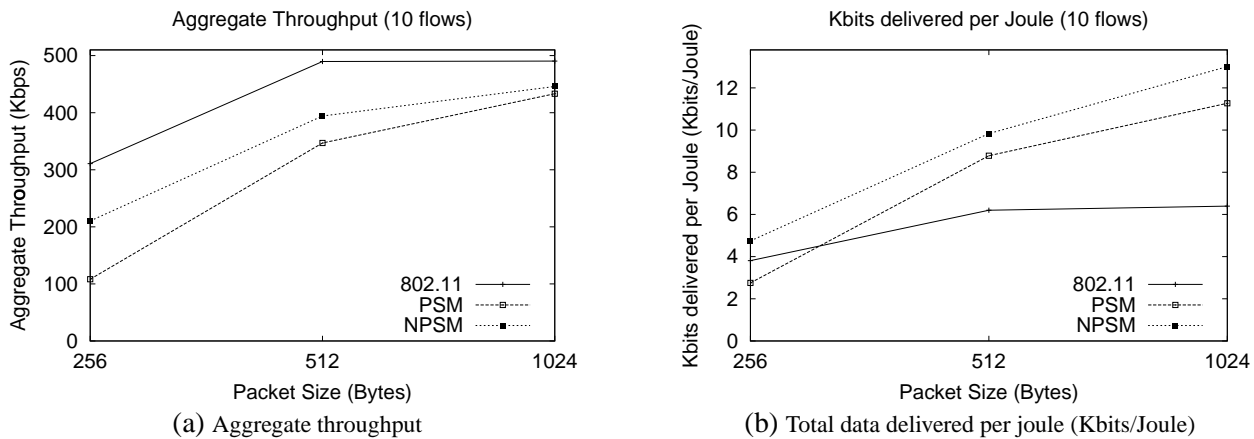 Aggregate Throughput (10 flows)
500
400
300
200
100
0
256
512
1024
Aggregate Throughput (Kbps)
Packet Size (Bytes)
802.11
PSM
NPSM
(a) Aggregate throughput
Kbits delivered per Joule (10 flows)
12
10
8
6
4
2
0
256
512
1024
Kbits delivered per Joule (Kbits/Joule)
Packet Size (Bytes)
802.11
PSM
NPSM
(b) Total data delivered per joule (Kbits/Joule)